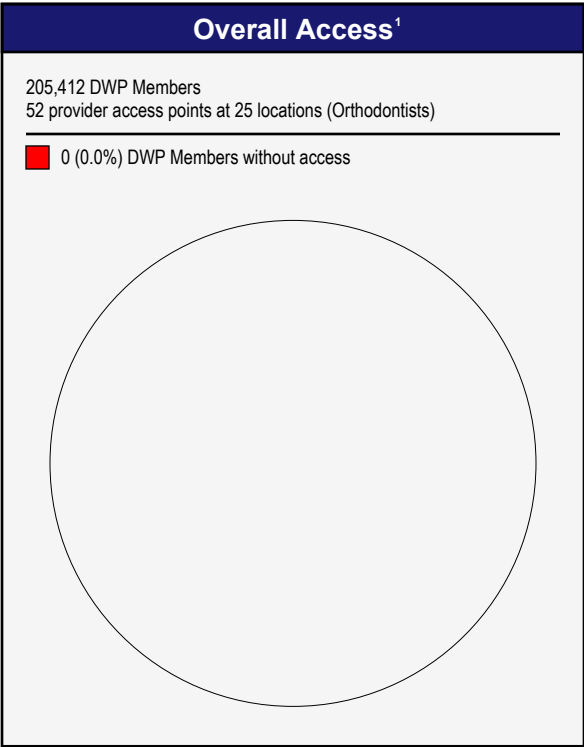 Overall Access¹
205,412 DWP Members
52 provider access points at 25 locations (Orthodontists)
0 (0.0%) DWP Members without access